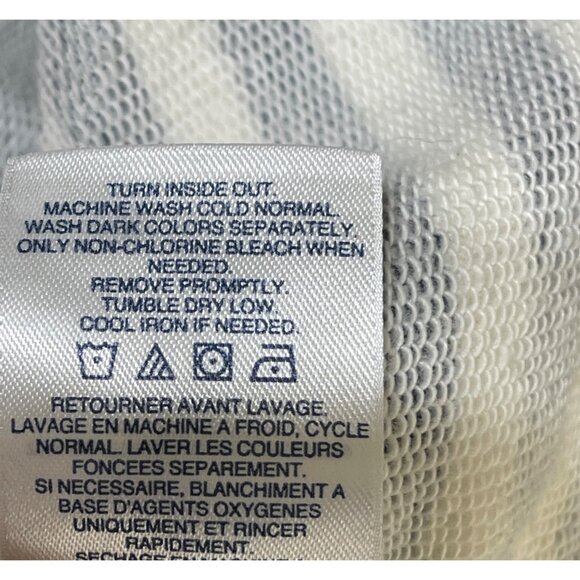 TURN INSIDE OUT.
MACHINE WASH COLD NORMAL.
WASH DARK COLORS SEPARATELY.
ONLY NON-CHLORINE BLEACH WHEN
NEEDED.
REMOVE PROMPTLY.
TUMBLE DRY LOW.
COOL IRON IF NEEDED.
RETOURNER AVANT LAVAGE.
LAVAGE EN MACHINE A FROID, CYCLE
NORMAL. LAVER LES COULEURS
FONCEES SEPAREMENT.
SI NECESSAIRE, BLANCHIMENT A
BASE D'AGENTS OXYGENES
UNIQUEMENT ET RINCER
RAPIDEMENT.
SECHAGE EN